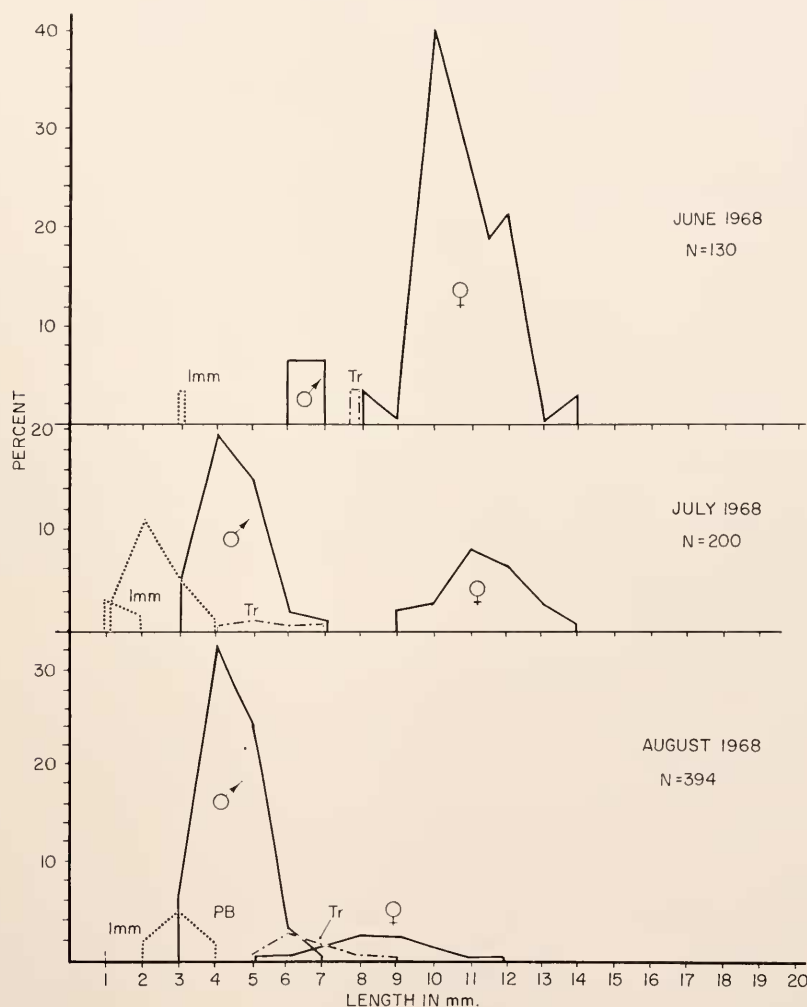 40
30
20
10
JUNE 1968
N=130
Imm
♂
Tr
♀
PERCENT
20
10
JULY 1968
N=200
Imm
♂
Tr
♀
30
20
10
AUGUST 1968
N=394
Imm
♂
PB
Tr
♀
1 2 3 4 5 6 7 8 9 10 11 12 13 14 15 16 17 18 19 20
LENGTH IN mm.